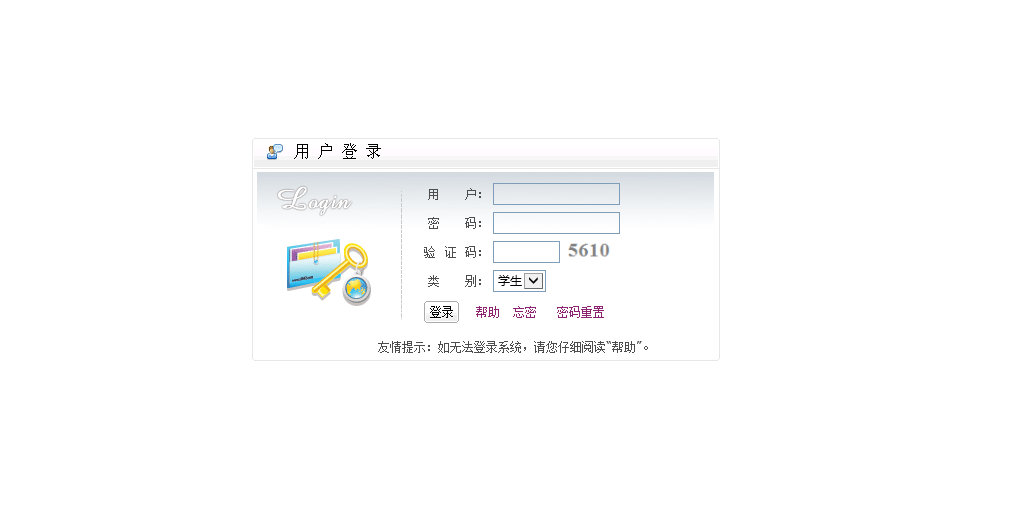 用 户 登 录
Login
用 户：
密 码：
验 证 码： 5610
类 别： 学生
登录 帮助 忘密 密码重置
友情提示：如无法登录系统，请您仔细阅读“帮助”。